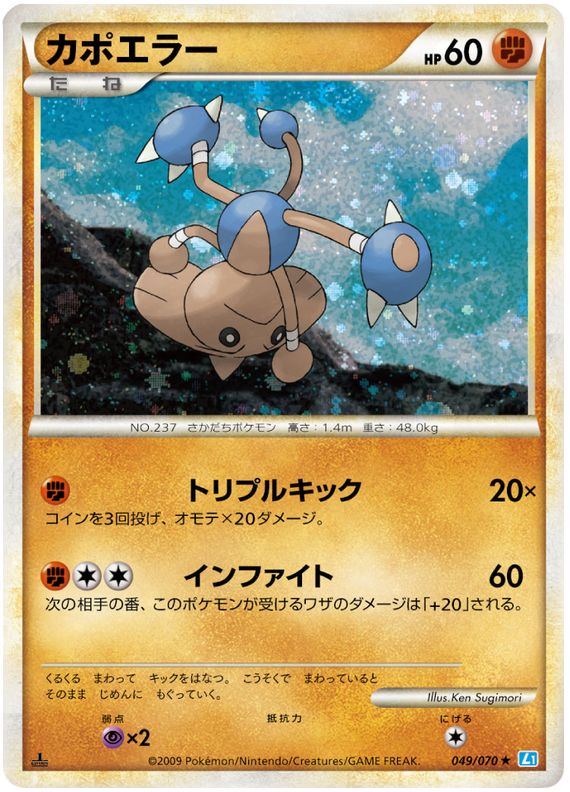 カポエラー
HP60
たね
NO.237 さかだちポケモン 高さ：1.4m 重さ：48.0kg
トリプルキック 20×
コインを3回投げ、オモテ×20ダメージ。
インファイト 60
次の相手の番、このポケモンが受けるワザのダメージは「+20」される。
くるくる まわって キックをはなつ。 こうそくで まわっていると
そのまま じめんに もぐっていく。
Illus.Ken Sugimori
弱点 抵抗力 にげる
×2
©2009 Pokémon/Nintendo/Creatures/GAME FREAK.
049/070 ★ L1